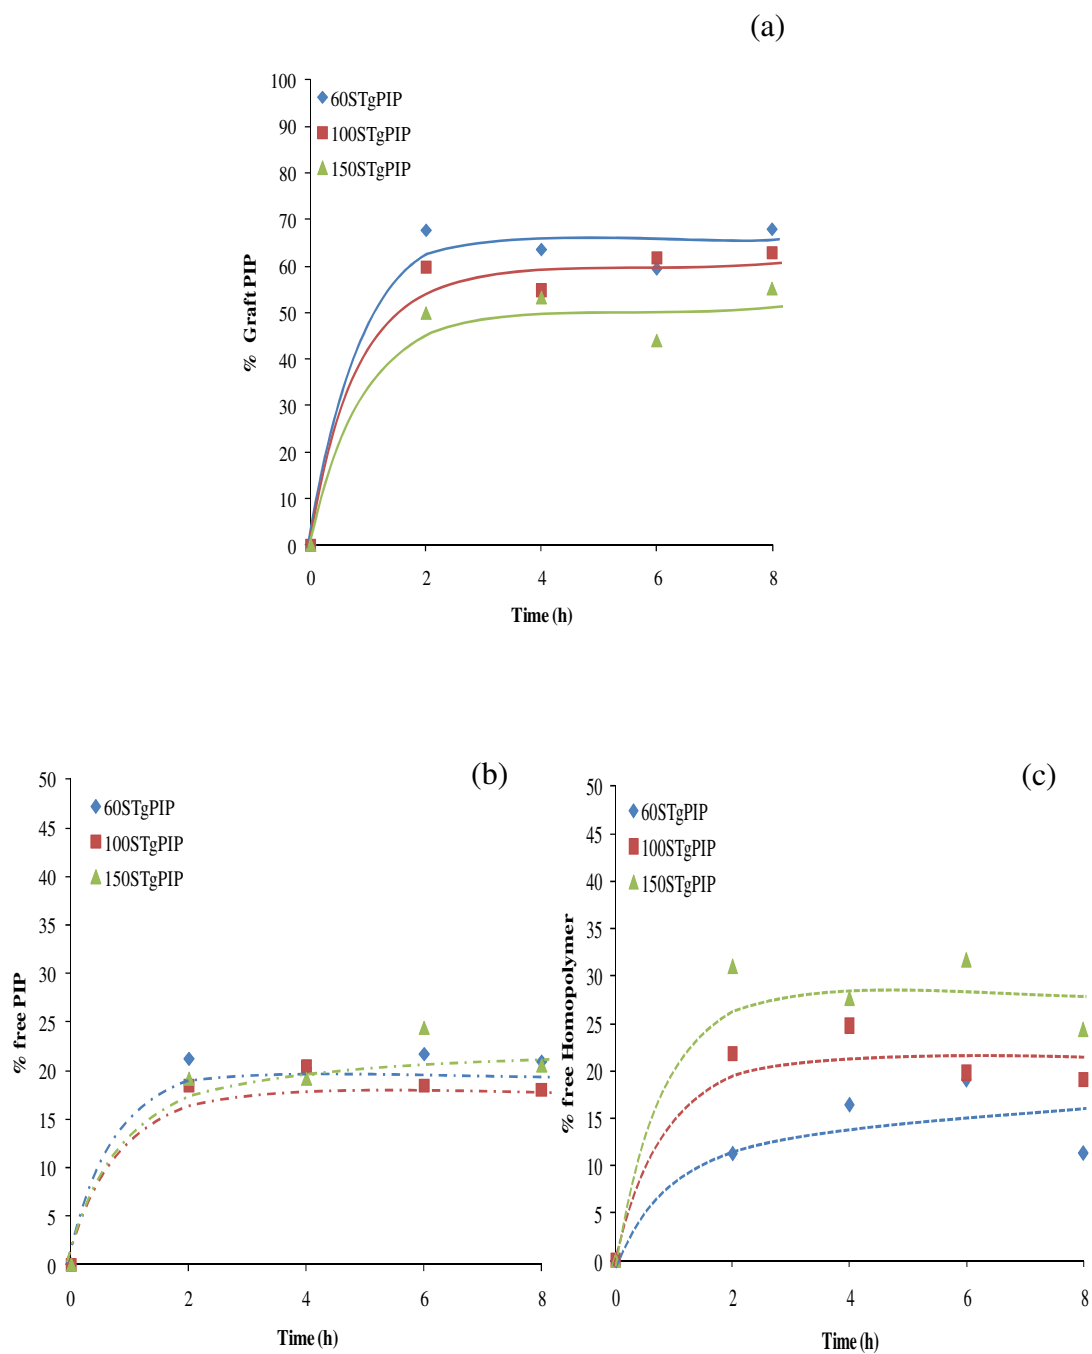 (a)
100
90
80
70
60
50
40
30
20
10
0
% Graft PIP
60STgPIP
100STgPIP
150STgPIP
0 2 4 6 8
Time (h)
(b)
50
45
40
35
30
25
20
15
10
5
0
% free PIP
60STgPIP
100STgPIP
150STgPIP
0 2 4 6 8
Time (h)
(c)
50
45
40
35
30
25
20
15
10
5
0
% free Homopolymer
60STgPIP
100STgPIP
150STgPIP
0 2 4 6 8
Time (h)